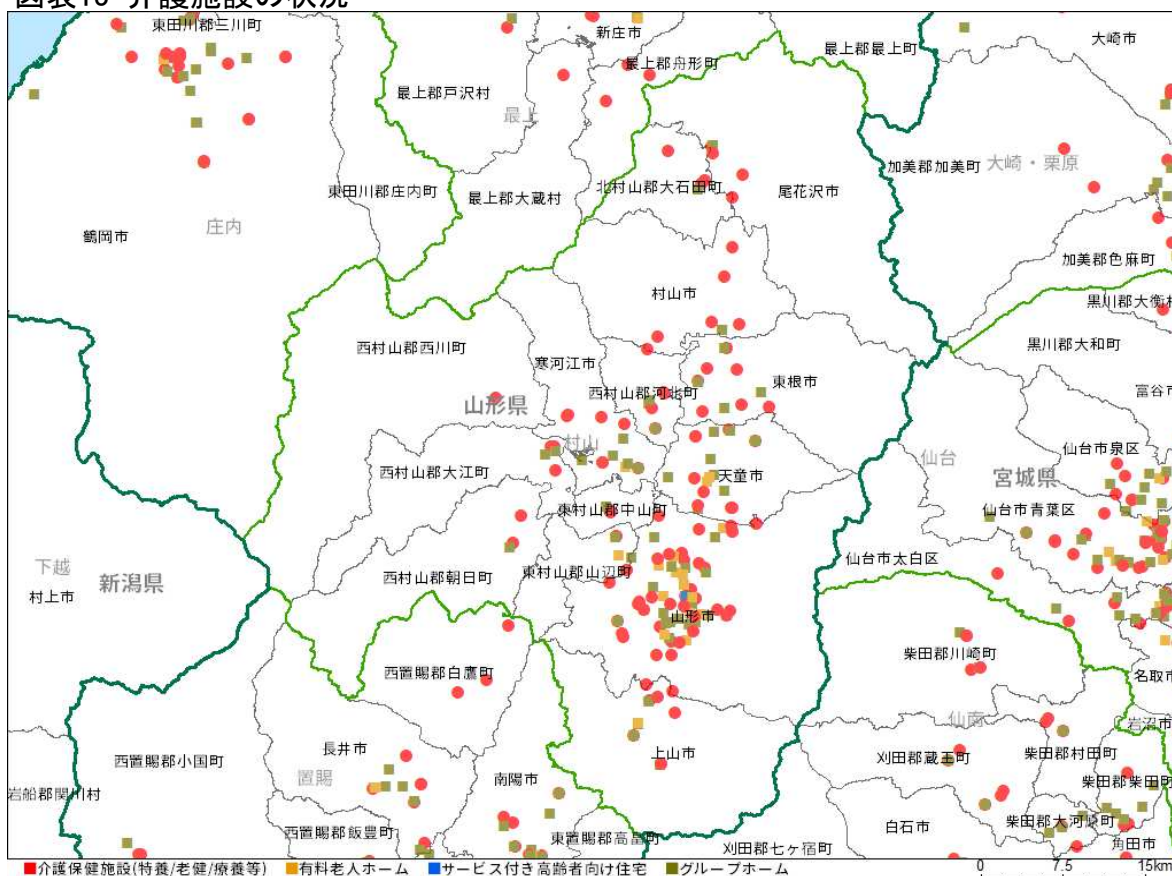 図表16 介護施設の状況
東田川郡三川町
新庄市
最上郡最上町
大崎市
最上郡舟形町
最上郡戸沢村
最上
加美郡加美町
大崎・栗原
北村山郡大石田町
尾花沢市
東田川郡庄内町
最上郡大蔵村
庄内
鶴岡市
加美郡色麻町
村山市
黒川郡大衡村
西村山郡西川町
寒河江市
黒川郡大和町
東根市
西村山郡河北町
富谷市
山形県
村山
仙台市泉区
仙台
西村山郡大江町
天童市
宮城県
東村山郡中山町
仙台市青葉区
仙台市太白区
下越
新潟県
西村山郡朝日町
東村山郡山辺町
村上市
山形市
柴田郡川崎町
西置賜郡白鷹町
名取市
仙南
岩沼市
長井市
上山市
柴田郡村田町
西置賜郡小国町
刈田郡蔵王町
置賜
南陽市
柴田郡柴田町
岩船郡関川村
柴田郡大河原町
白石市
西置賜郡飯豊町
東置賜郡高畠町
角田市
刈田郡七ヶ宿町
介護保健施設(特養/老健/療養等) 有料老人ホーム サービス付き高齢者向け住宅 グループホーム
0 7.5 15km